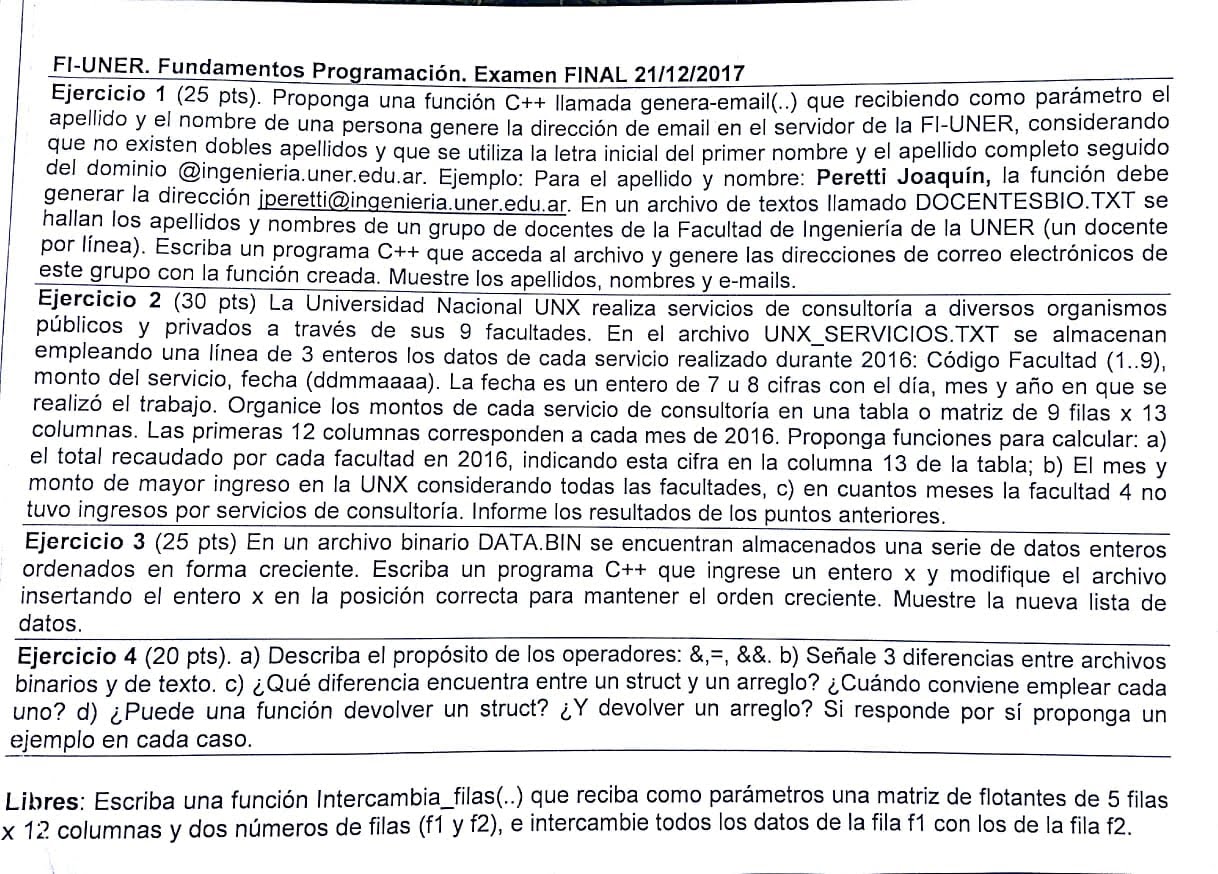 FI-UNER. Fundamentos Programación. Examen FINAL 21/12/2017
Ejercicio 1 (25 pts). Proponga una función C++ llamada genera-email(..) que recibiendo como parámetro el
apellido y el nombre de una persona genere la dirección de email en el servidor de la FI-UNER, considerando
que no existen dobles apellidos y que se utiliza la letra inicial del primer nombre y el apellido completo seguido
del dominio @ingenieria.uner.edu.ar. Ejemplo: Para el apellido y nombre: Peretti Joaquín, la función debe
generar la dirección jperetti@ingenieria.uner.edu.ar. En un archivo de textos llamado DOCENTESBIO.TXT se
hallan los apellidos y nombres de un grupo de docentes de la Facultad de Ingeniería de la UNER (un docente
por línea). Escriba un programa C++ que acceda al archivo y genere las direcciones de correo electrónicos de
este grupo con la función creada. Muestre los apellidos, nombres y e-mails.
Ejercicio 2 (30 pts) La Universidad Nacional UNX realiza servicios de consultoría a diversos organismos
públicos y privados a través de sus 9 facultades. En el archivo UNX_SERVICIOS.TXT se almacenan
empleando una línea de 3 enteros los datos de cada servicio realizado durante 2016: Código Facultad (1..9),
monto del servicio, fecha (ddmmaaaa). La fecha es un entero de 7 u 8 cifras con el día, mes y año en que se
realizó el trabajo. Organice los montos de cada servicio de consultoría en una tabla o matriz de 9 filas x 13
columnas. Las primeras 12 columnas corresponden a cada mes de 2016. Proponga funciones para calcular: a)
el total recaudado por cada facultad en 2016, indicando esta cifra en la columna 13 de la tabla; b) El mes y
monto de mayor ingreso en la UNX considerando todas las facultades, c) en cuantos meses la facultad 4 no
tuvo ingresos por servicios de consultoría. Informe los resultados de los puntos anteriores.
Ejercicio 3 (25 pts) En un archivo binario DATA.BIN se encuentran almacenados una serie de datos enteros
ordenados en forma creciente. Escriba un programa C++ que ingrese un entero x y modifique el archivo
insertando el entero x en la posición correcta para mantener el orden creciente. Muestre la nueva lista de
datos.
Ejercicio 4 (20 pts). a) Describa el propósito de los operadores: &,=, &&. b) Señale 3 diferencias entre archivos
binarios y de texto. c) ¿Qué diferencia encuentra entre un struct y un arreglo? ¿Cuándo conviene emplear cada
uno? d) ¿Puede una función devolver un struct? ¿Y devolver un arreglo? Si responde por sí proponga un
ejemplo en cada caso.
Libres: Escriba una función Intercambia_filas(..) que reciba como parámetros una matriz de flotantes de 5 filas
x 12 columnas y dos números de filas (f1 y f2), e intercambie todos los datos de la fila f1 con los de la fila f2.